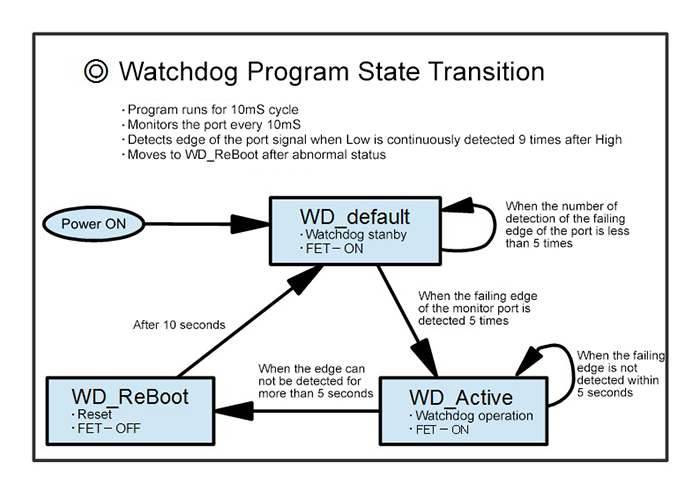 ◎ Watchdog Program State Transition
・Program runs for 10mS cycle
・Monitors the port every 10mS
・Detects edge of the port signal when Low is continuously detected 9 times after High
・Moves to WD_ReBoot after abnormal status
Power ON
WD_default
・Watchdog stanby
・FET－ON
When the number of
detection of the failing
edge of the port is less
than 5 times
When the failing edge
of the monitor port is
detected 5 times
After 10 seconds
When the edge can
not be detected for
more than 5 seconds
When the failing
edge is not
detected within
5 seconds
WD_ReBoot
・Reset
・FET－OFF
WD_Active
・Watchdog operation
・FET－ON